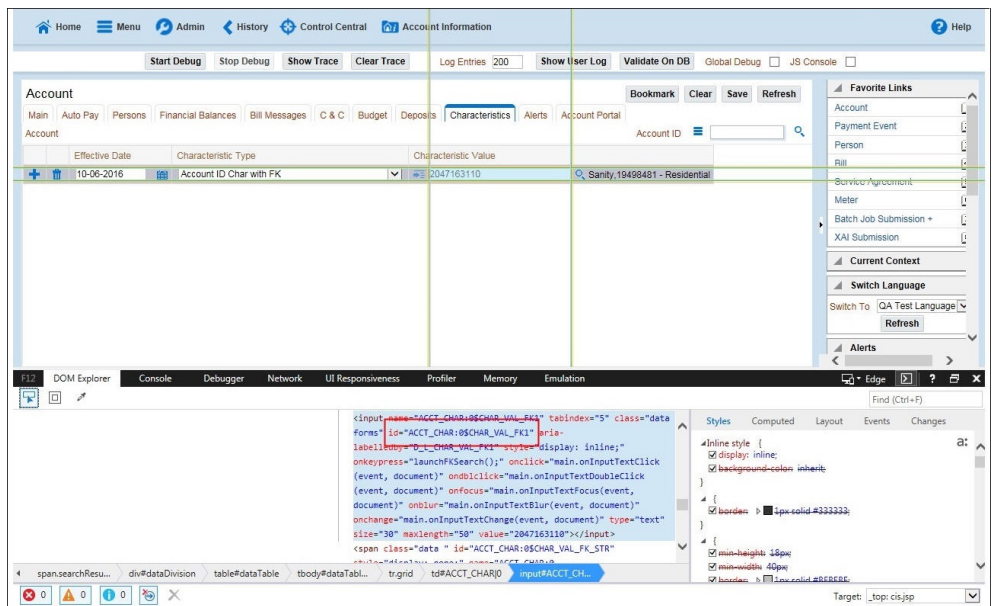 Home Menu Admin History Control Central Account Information Help
Start Debug Stop Debug Show Trace Clear Trace Log Entries 200 Show User Log Validate On DB Global Debug JS Console
Account Bookmark Clear Save Refresh
Main Auto Pay Persons Financial Balances Bill Messages C & C Budget Deposits Characteristics Alerts Account Portal
Account Account ID
Effective Date Characteristic Type Characteristic Value
10-06-2016 Account ID Char with FK 2047163110 Sanity,19498481 - Residential
Favorite Links
Account
Payment Event
Person
Bill
Service Agreement
Meter
Batch Job Submission +
XAI Submission
Current Context
Switch Language
Switch To QA Test Language
Refresh
Alerts
F12 DOM Explorer Console Debugger Network UI Responsiveness Profiler Memory Emulation Edge ? X
Find (Ctrl+F)
<input name="ACCT_CHAR:0$CHAR_VAL_FK1" tabindex="5" class="data
forms" id="ACCT_CHAR:0$CHAR_VAL_FK1" aria-
labelledby="D_L_CHAR_VAL_FK1" style="display: inline;"
onkeypress="launchFKSearch();" onclick="main.onInputTextClick
(event, document)" ondblclick="main.onInputTextDoubleClick
(event, document)" onfocus="main.onInputTextFocus(event,
document)" onblur="main.onInputTextBlur(event, document)"
onchange="main.onInputTextChange(event, document)" type="text"
size="30" maxlength="50" value="2047163110"></input>
<span class="data " id="ACCT_CHAR:0$CHAR_VAL_FK_STR"
style="display: none;" name="ACCT_CHAR:0
Styles Computed Layout Events Changes
Inline style { a:
display: inline;
background-color: inherit;
}
{
border: 1px solid #333333;
}
{
min-height: 18px;
min-width: 40px;
border: 1px solid #BFBFBF;
span.searchResu... div#dataDivision table#dataTable tbody#dataTabl... tr.grid td#ACCT_CHAR|0 input#ACCT_CH...
0 0 0 Target: _top: cis.jsp